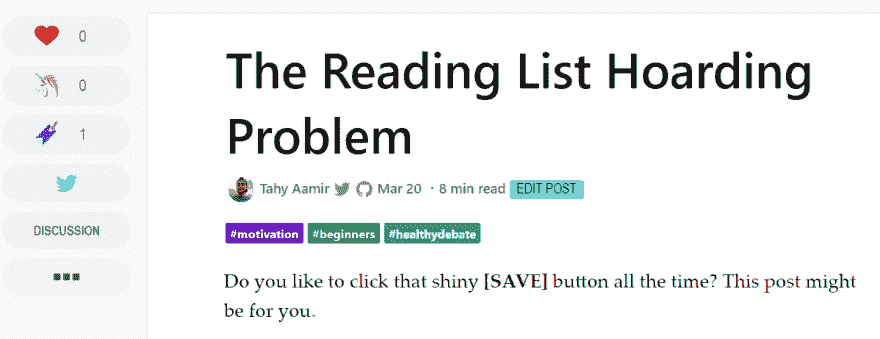 0
0
1
DISCUSSION
The Reading List Hoarding
Problem
Tahy Aamir Mar 20 · 8 min read EDIT POST
#motivation #beginners #healthydebate
Do you like to click that shiny [SAVE] button all the time? This post might
be for you.